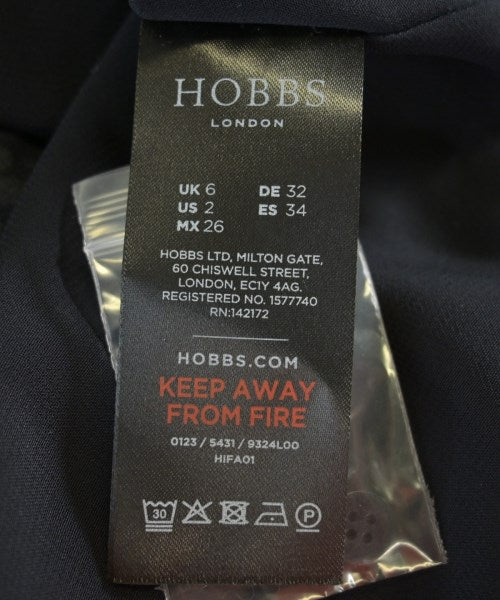 HOBBS
LONDON
UK 6 DE 32
US 2 ES 34
MX 26
HOBBS LTD, MILTON GATE,
60 CHISWELL STREET,
LONDON, EC1Y 4AG.
REGISTERED NO. 1577740
RN:142172
HOBBS.COM
KEEP AWAY
FROM FIRE
0123 / 5431 / 9324L00
HIFA01
30 P